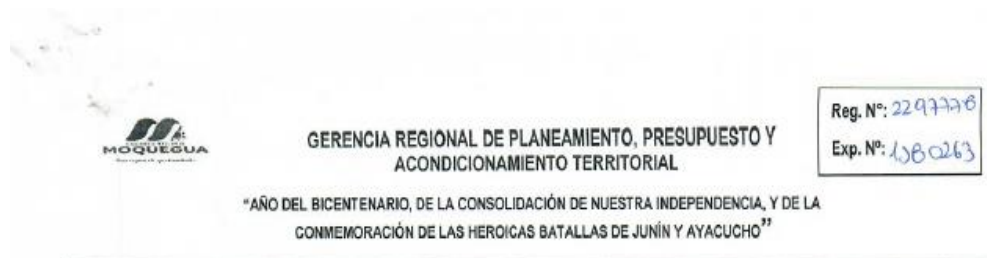 MOQUEGUA
GERENCIA REGIONAL DE PLANEAMIENTO, PRESUPUESTO Y
ACONDICIONAMIENTO TERRITORIAL
Reg. N°: 2297778
Exp. N°:
"AÑO DEL BICENTENARIO, DE LA CONSOLIDACIÓN DE NUESTRA INDEPENDENCIA, Y DE LA
CONMEMORACIÓN DE LAS HEROICAS BATALLAS DE JUNÍN Y AYACUCHO"